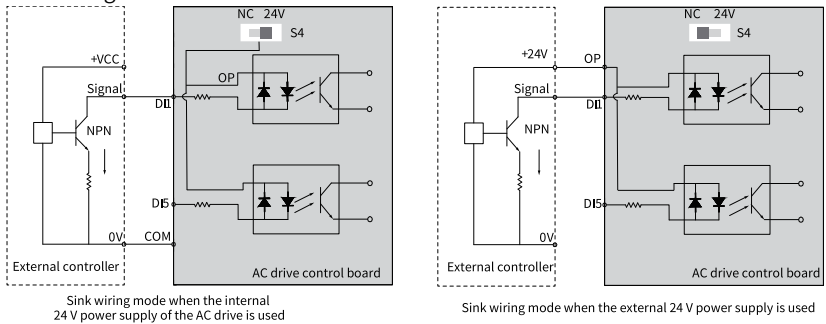 NC 24V
S4
+VCC
OP
Signal
DI1
NPN
DI5
0V
COM
External controller
AC drive control board
Sink wiring mode when the internal
24 V power supply of the AC drive is used
NC 24V
S4
+24V
OP
Signal
DI1
NPN
DI5
0V
External controller
AC drive control board
Sink wiring mode when the external 24 V power supply is used